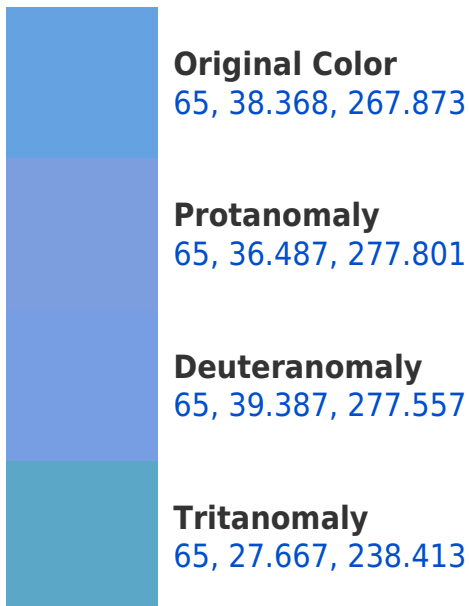 Original Color
65, 38.368, 267.873
Protanomaly
65, 36.487, 277.801
Deuteranomaly
65, 39.387, 277.557
Tritanomaly
65, 27.667, 238.413